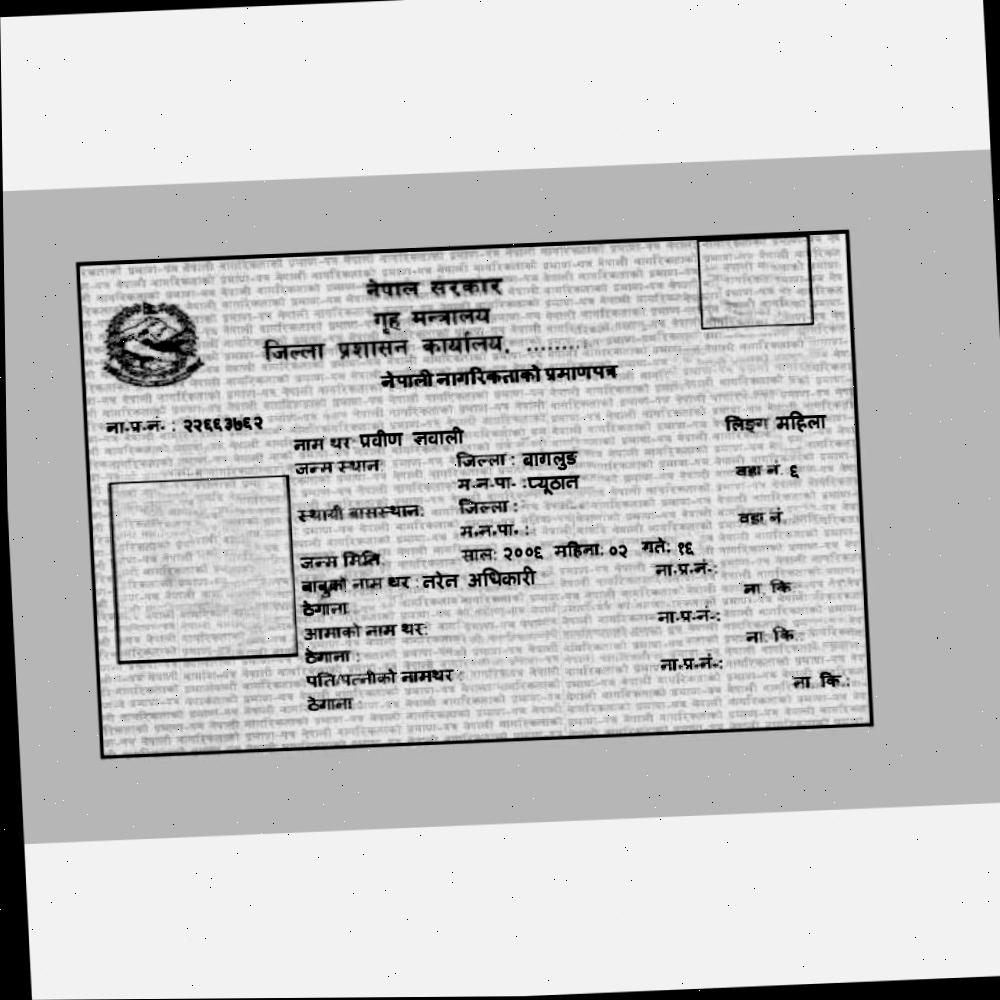 नेपाल सरकार
गृह मन्त्रालय
जिल्ला प्रशासन कार्यालय, .........
नेपाली नागरिकताको प्रमाणपत्र
ना.प्र.नं. : २२६६३७६२
लिङ्ग महिला
नाम थर प्रवीण ज्ञवाली
जन्म स्थान जिल्ला : बागलुङ
म.न.पा. :प्यूठान वडा नं. ६
स्थायी बासस्थान: जिल्ला :
म.न.पा. : वडा नं.
जन्म मिति साल: २००६ महिना: ०२ गते: १६
बाबुको नाम थर : नरेन अधिकारी ना.प्र.नं.:
ठेगाना ना. कि
आमाको नाम थर: ना.प्र.नं.:
ठेगाना : ना. कि :
पति/पत्नीको नामथर : ना.प्र.नं.:
ठेगाना : ना. कि.: